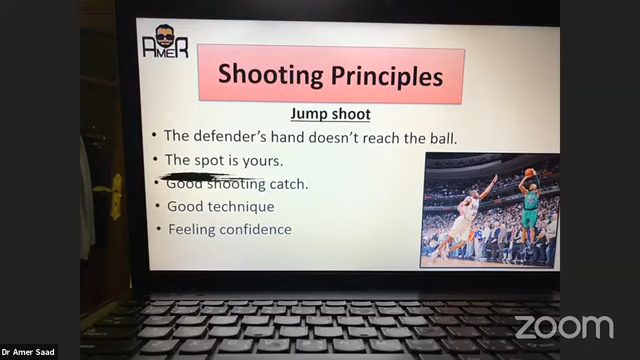 AMER
Shooting Principles
Jump shoot
• The defender's hand doesn't reach the ball.
• The spot is yours.
• Good shooting catch.
• Good technique
• Feeling confidence
zoom
Dr Amer Saad